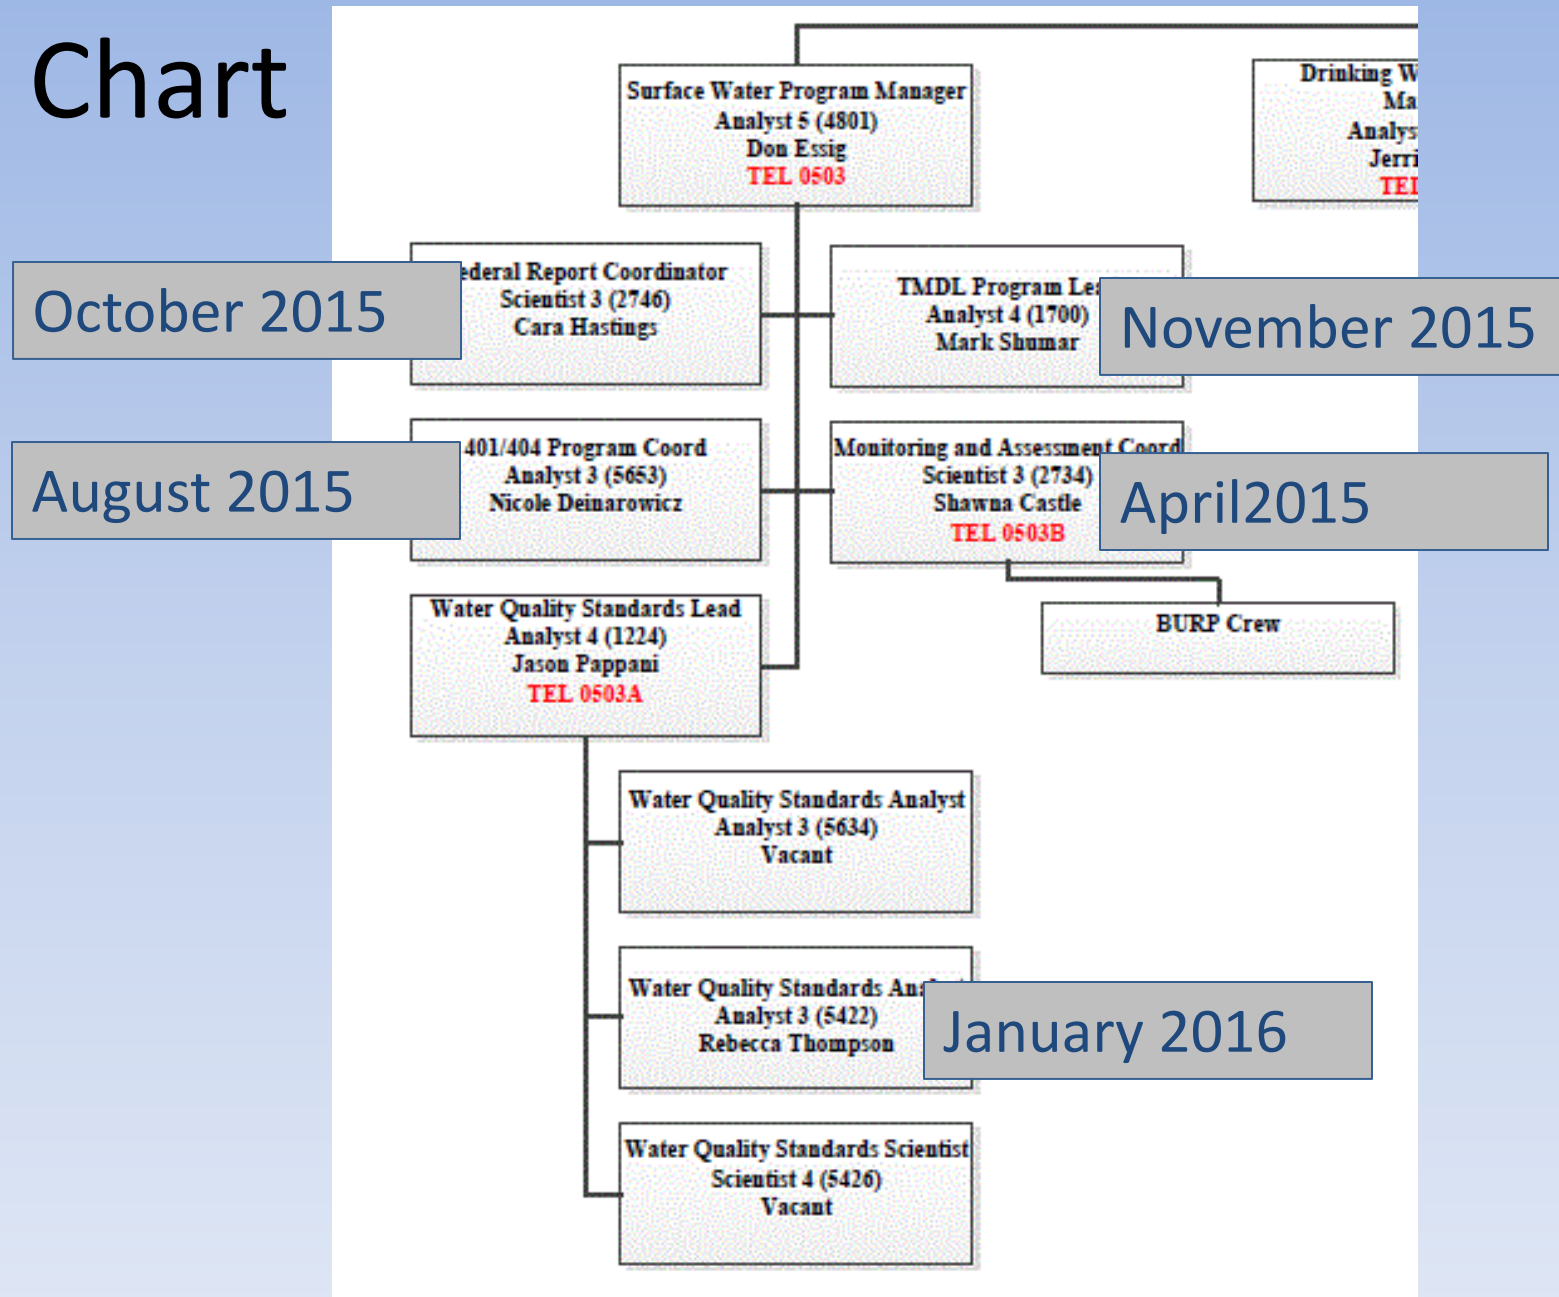 Chart
Surface Water Program Manager
Analyst 5 (4801)
Don Essig
TEL 0503
Drinking W
Ma
Analys
Jerri
TEL
October 2015
ederal Report Coordinator
Scientist 3 (2746)
Cara Hastings
TMDL Program Lea
Analyst 4 (1700)
Mark Shumar
November 2015
August 2015
401/404 Program Coord
Analyst 3 (5653)
Nicole Deinarowicz
Monitoring and Assessment Coord
Scientist 3 (2734)
Shawna Castle
TEL 0503B
April2015
BURP Crew
Water Quality Standards Lead
Analyst 4 (1224)
Jason Pappani
TEL 0503A
Water Quality Standards Analyst
Analyst 3 (5634)
Vacant
Water Quality Standards Analyst
Analyst 3 (5422)
Rebecca Thompson
January 2016
Water Quality Standards Scientist
Scientist 4 (5426)
Vacant